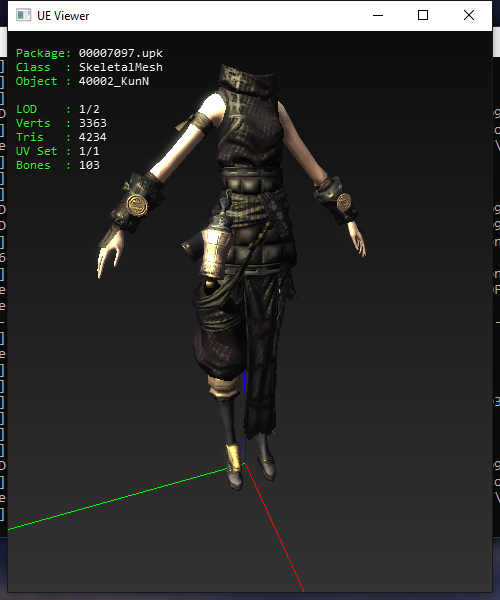 UE Viewer
Package: 00007097.upk
Class : SkeletalMesh
Object : 40002_KunN
LOD : 1/2
Verts : 3363
Tris : 4234
UV Set : 1/1
Bones : 103